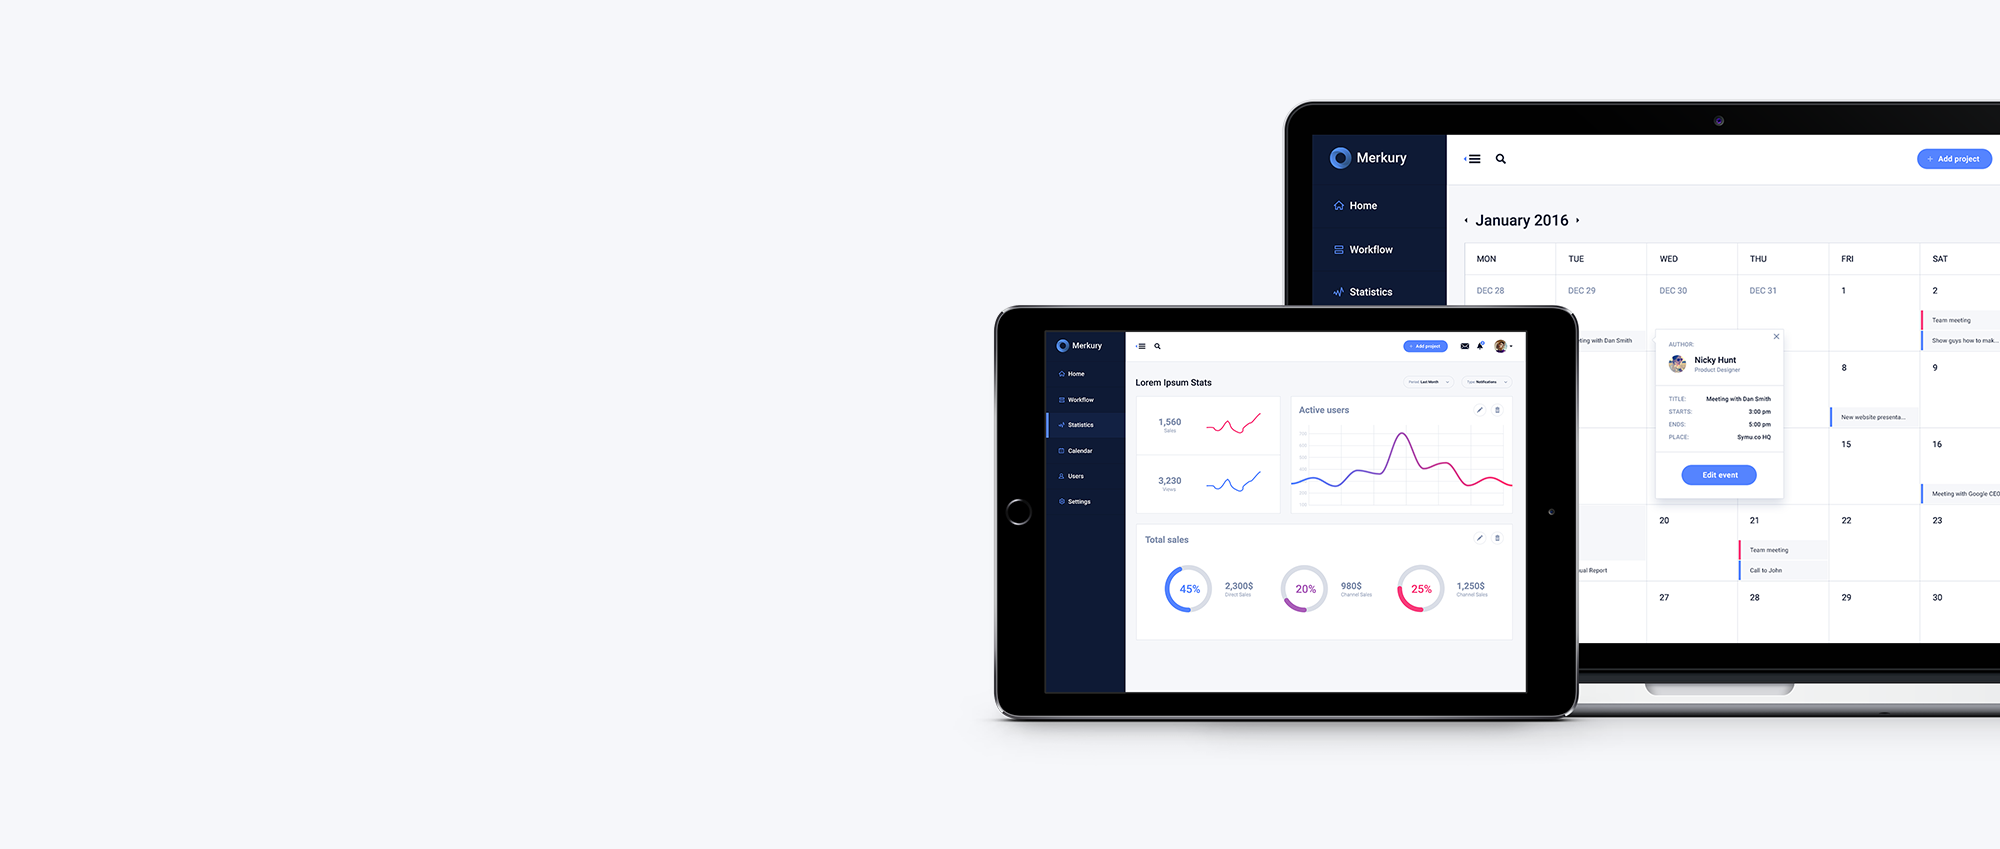 Merkury
Add project
Home
Workflow
Statistics
January 2016
MON TUE WED THU FRI SAT
DEC 28 DEC 29 DEC 30 DEC 31 1 2
Team meeting
Show guys how to mak...
ting with Dan Smith
AUTHOR:
Nicky Hunt
Product Designer
TITLE: Meeting with Dan Smith
STARTS: 3:00 pm
ENDS: 5:00 pm
PLACE: Symu.co HQ
Edit event
8 9
New website presenta...
15 16
Meeting with Google CEO
20 21 22 23
Team meeting
Call to John
ual Report
27 28 29 30
Merkury
Add project
Home
Workflow
Statistics
Calendar
Users
Settings
Lorem Ipsum Stats
Period: Last Month
Type: Notifications
1,560
Sales
3,230
Views
Active users
Total sales
45%
2,300$
Direct Sales
20%
980$
Channel Sales
25%
1,250$
Channel Sales